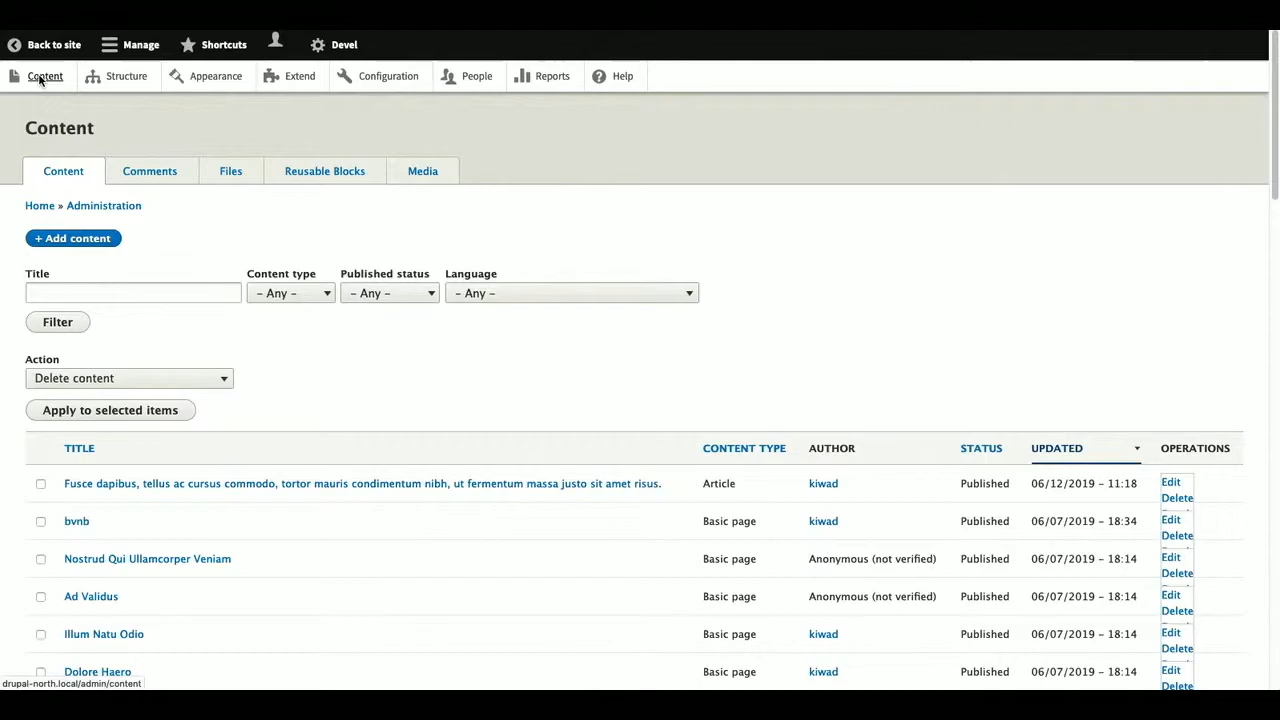 Back to site Manage Shortcuts Devel
Content Structure Appearance Extend Configuration People Reports Help
Content
Content Comments Files Reusable Blocks Media
Home » Administration
+ Add content
Title Content type Published status Language
– Any – – Any – – Any –
Filter
Action
Delete content
Apply to selected items
TITLE CONTENT TYPE AUTHOR STATUS UPDATED OPERATIONS
Fusce dapibus, tellus ac cursus commodo, tortor mauris condimentum nibh, ut fermentum massa justo sit amet risus. Article kiwad Published 06/12/2019 – 11:18 Edit
Delete
bvnb Basic page kiwad Published 06/07/2019 – 18:34 Edit
Delete
Nostrud Qui Ullamcorper Veniam Basic page Anonymous (not verified) Published 06/07/2019 – 18:14 Edit
Delete
Ad Validus Basic page Anonymous (not verified) Published 06/07/2019 – 18:14 Edit
Delete
Illum Natu Odio Basic page kiwad Published 06/07/2019 – 18:14 Edit
Delete
Dolore Haero Basic page kiwad Published 06/07/2019 – 18:14 Edit
Delete
drupal-north.local/admin/content